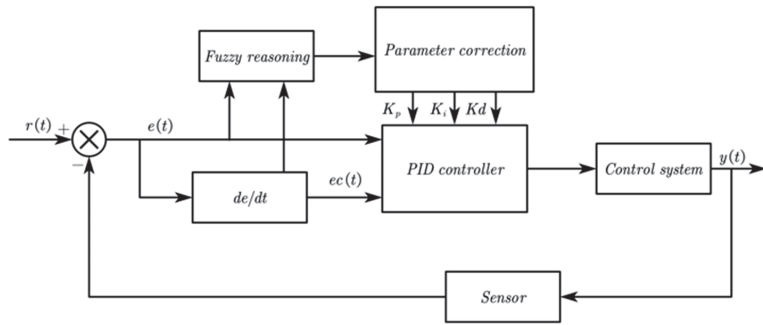 Fuzzy reasoning
Parameter correction
K_p K_i Kd
r(t) + e(t)
−
PID controller
Control system
y(t)
de/dt
ec(t)
Sensor